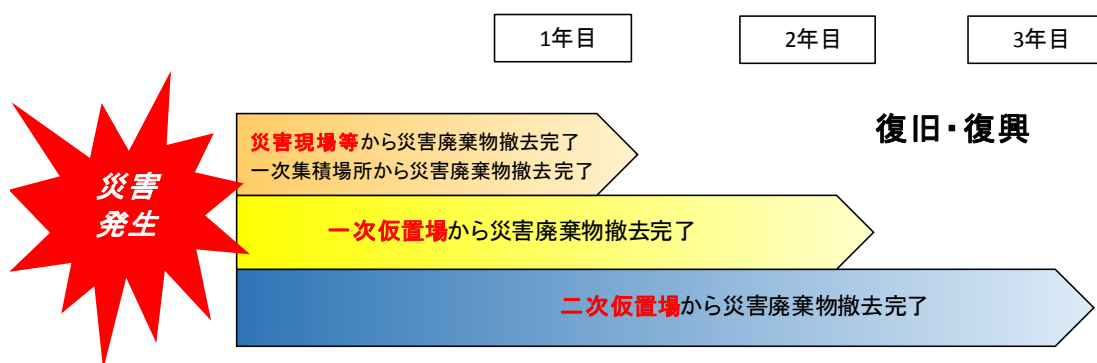 1年目
2年目
3年目
災害
発生
災害現場等から災害廃棄物撤去完了
一次集積場所から災害廃棄物撤去完了
復旧・復興
一次仮置場から災害廃棄物撤去完了
二次仮置場から災害廃棄物撤去完了